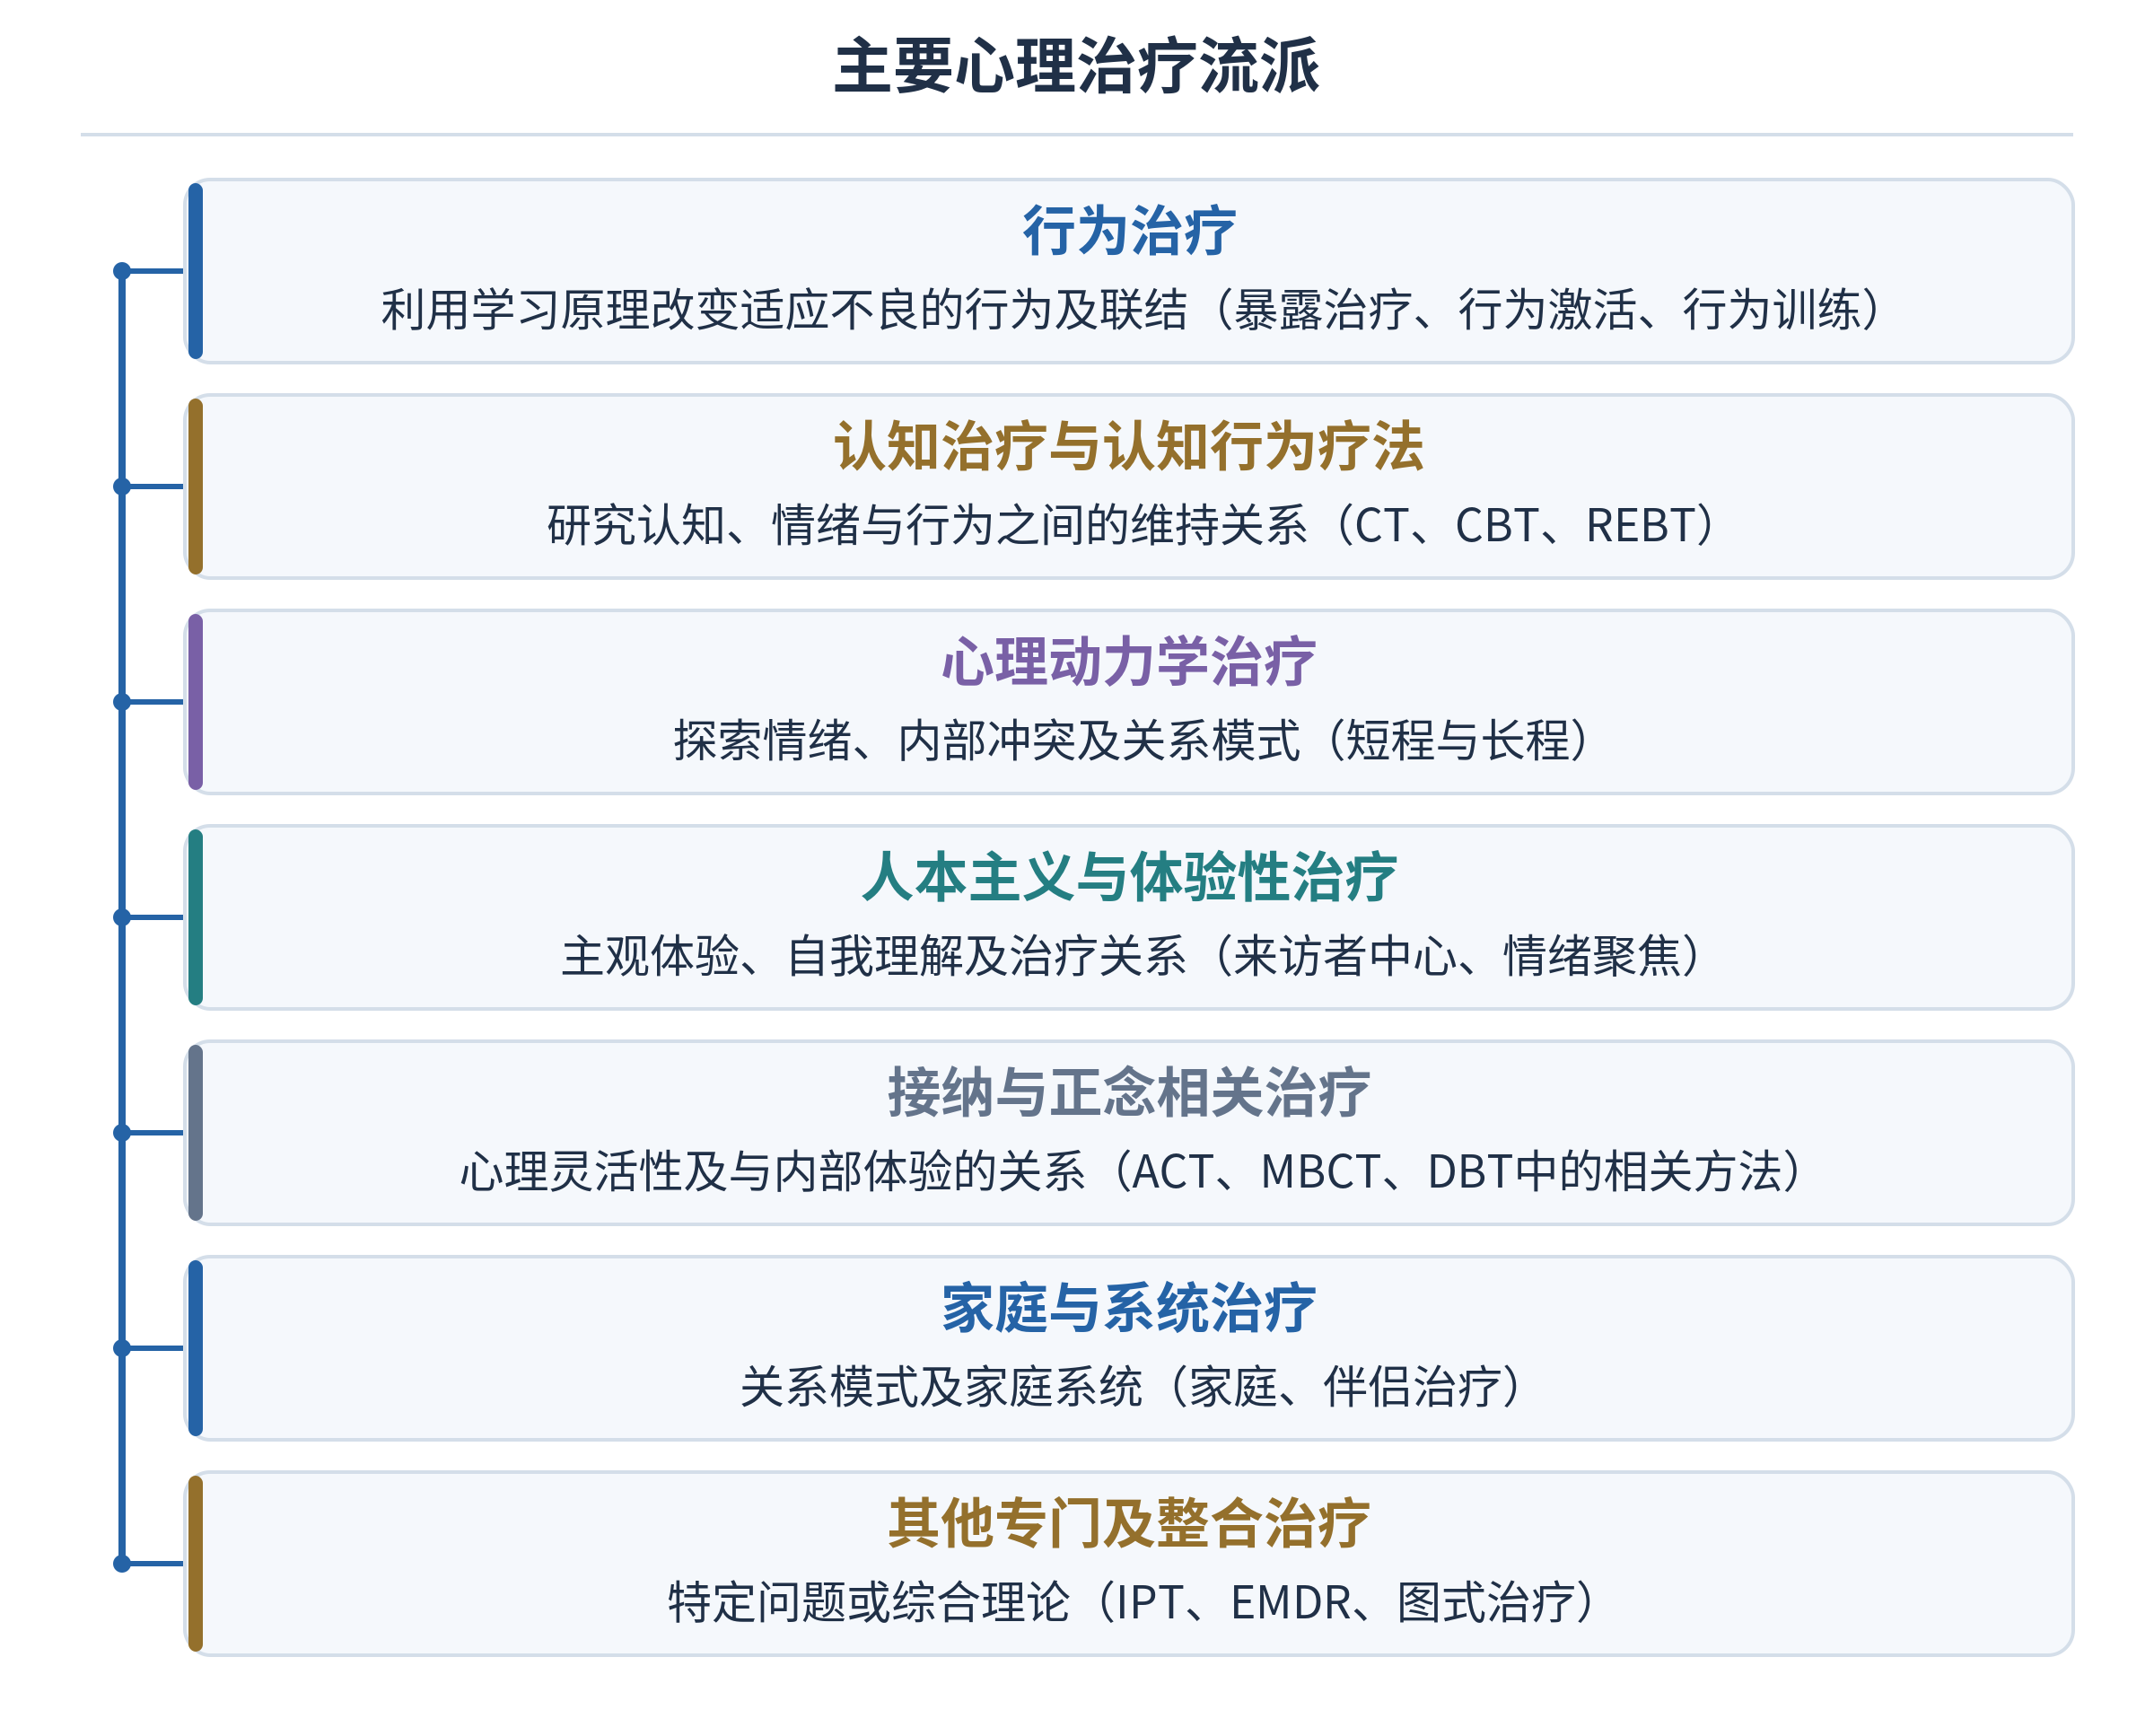 主要心理治疗流派
行为治疗
利用学习原理改变适应不良的行为及联结（暴露治疗、行为激活、行为训练）
认知治疗与认知行为疗法
研究认知、情绪与行为之间的维持关系（CT、CBT、REBT）
心理动力学治疗
探索情绪、内部冲突及关系模式（短程与长程）
人本主义与体验性治疗
主观体验、自我理解及治疗关系（来访者中心、情绪聚焦）
接纳与正念相关治疗
心理灵活性及与内部体验的关系（ACT、MBCT、DBT中的相关方法）
家庭与系统治疗
关系模式及家庭系统（家庭、伴侣治疗）
其他专门及整合治疗
特定问题或综合理论（IPT、EMDR、图式治疗）